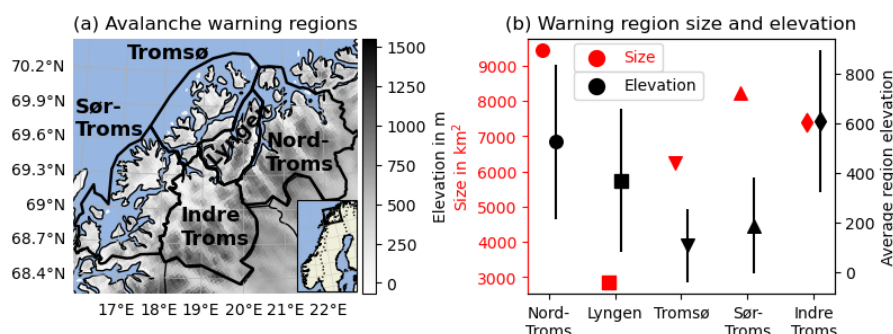 (a) Avalanche warning regions
70.2°N
69.9°N
69.6°N
69.3°N
69°N
68.7°N
68.4°N
17°E 18°E 19°E 20°E 21°E 22°E
Tromsø
Sør-
Troms
Lyngen
Nord-
Troms
Indre
Troms
1500
1250
1000
750
500
250
0
Elevation in m
(b) Warning region size and elevation
Size in km²
9000
8000
7000
6000
5000
4000
3000
Size
Elevation
800
600
400
200
0
Average region elevation
Nord-
Troms
Lyngen
Tromsø
Sør-
Troms
Indre
Troms